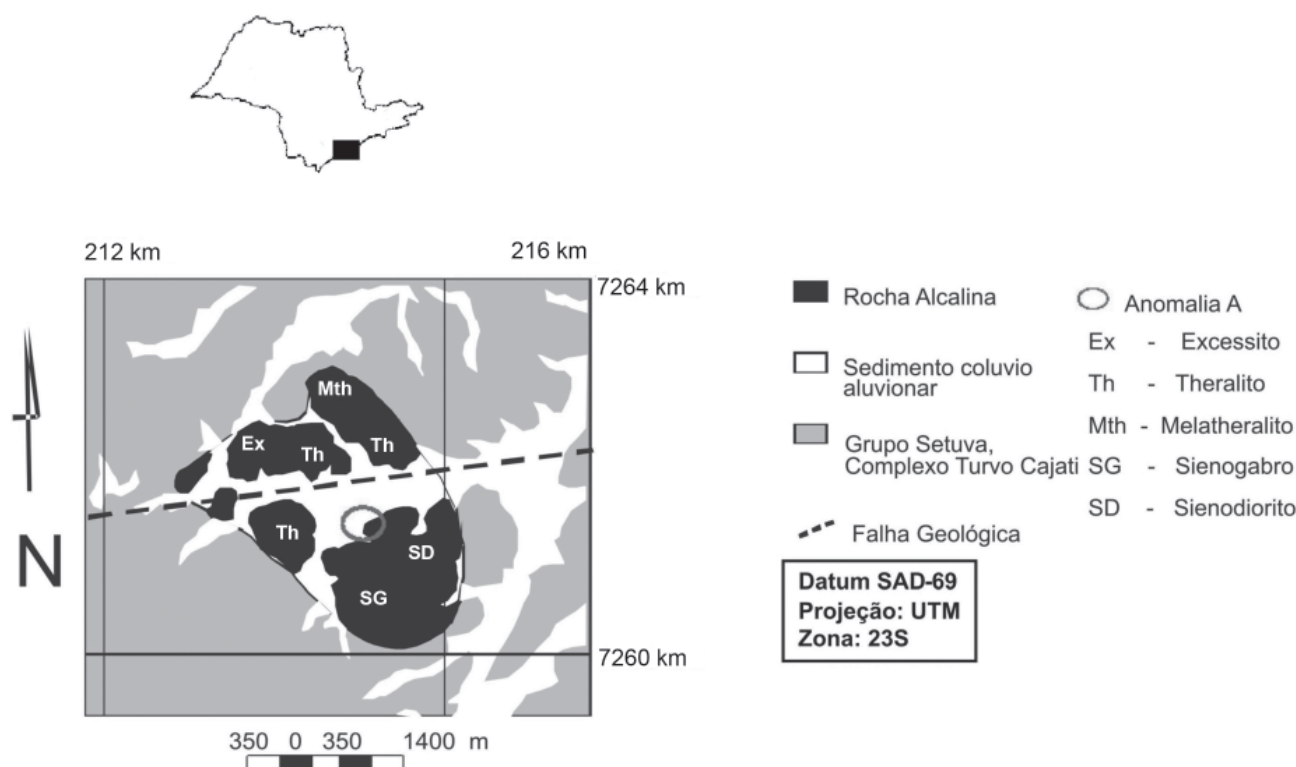 212 km
216 km
7264 km
Mth
Ex
Th
Th
Th
SD
SG
7260 km
N
350 0 350 1400 m
Rocha Alcalina
Sedimento coluvio
aluvionar
Grupo Setuva,
Complexo Turvo Cajati
Falha Geológica
Anomalia A
Ex - Excessito
Th - Theralito
Mth - Melatheralito
SG - Sienogabro
SD - Sienodiorito
Datum SAD-69
Projeção: UTM
Zona: 23S